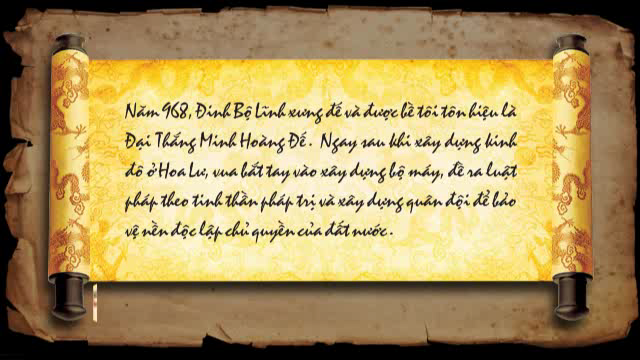 Năm 968, Đinh Bộ Lĩnh xưng đế và được bề tôi tôn hiệu là
Đại Thắng Minh Hoàng Đế. Ngay sau khi xây dựng kinh
đô ở Hoa Lư, vua bắt tay vào xây dựng bộ máy, đề ra luật
pháp theo tinh thần pháp trị và xây dựng quân đội để bảo
vệ nền độc lập chủ quyền của đất nước.